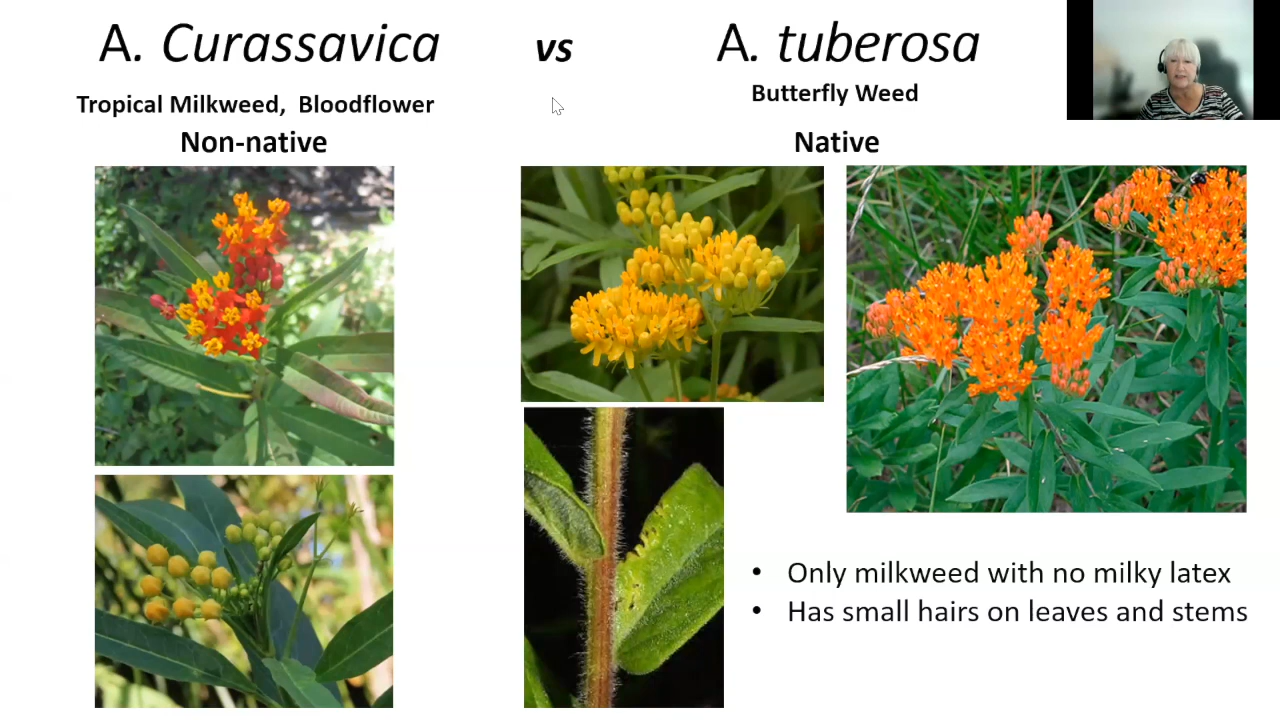 A. Curassavica
vs
A. tuberosa
Tropical Milkweed, Bloodflower
Butterfly Weed
Non-native
Native
• Only milkweed with no milky latex
• Has small hairs on leaves and stems